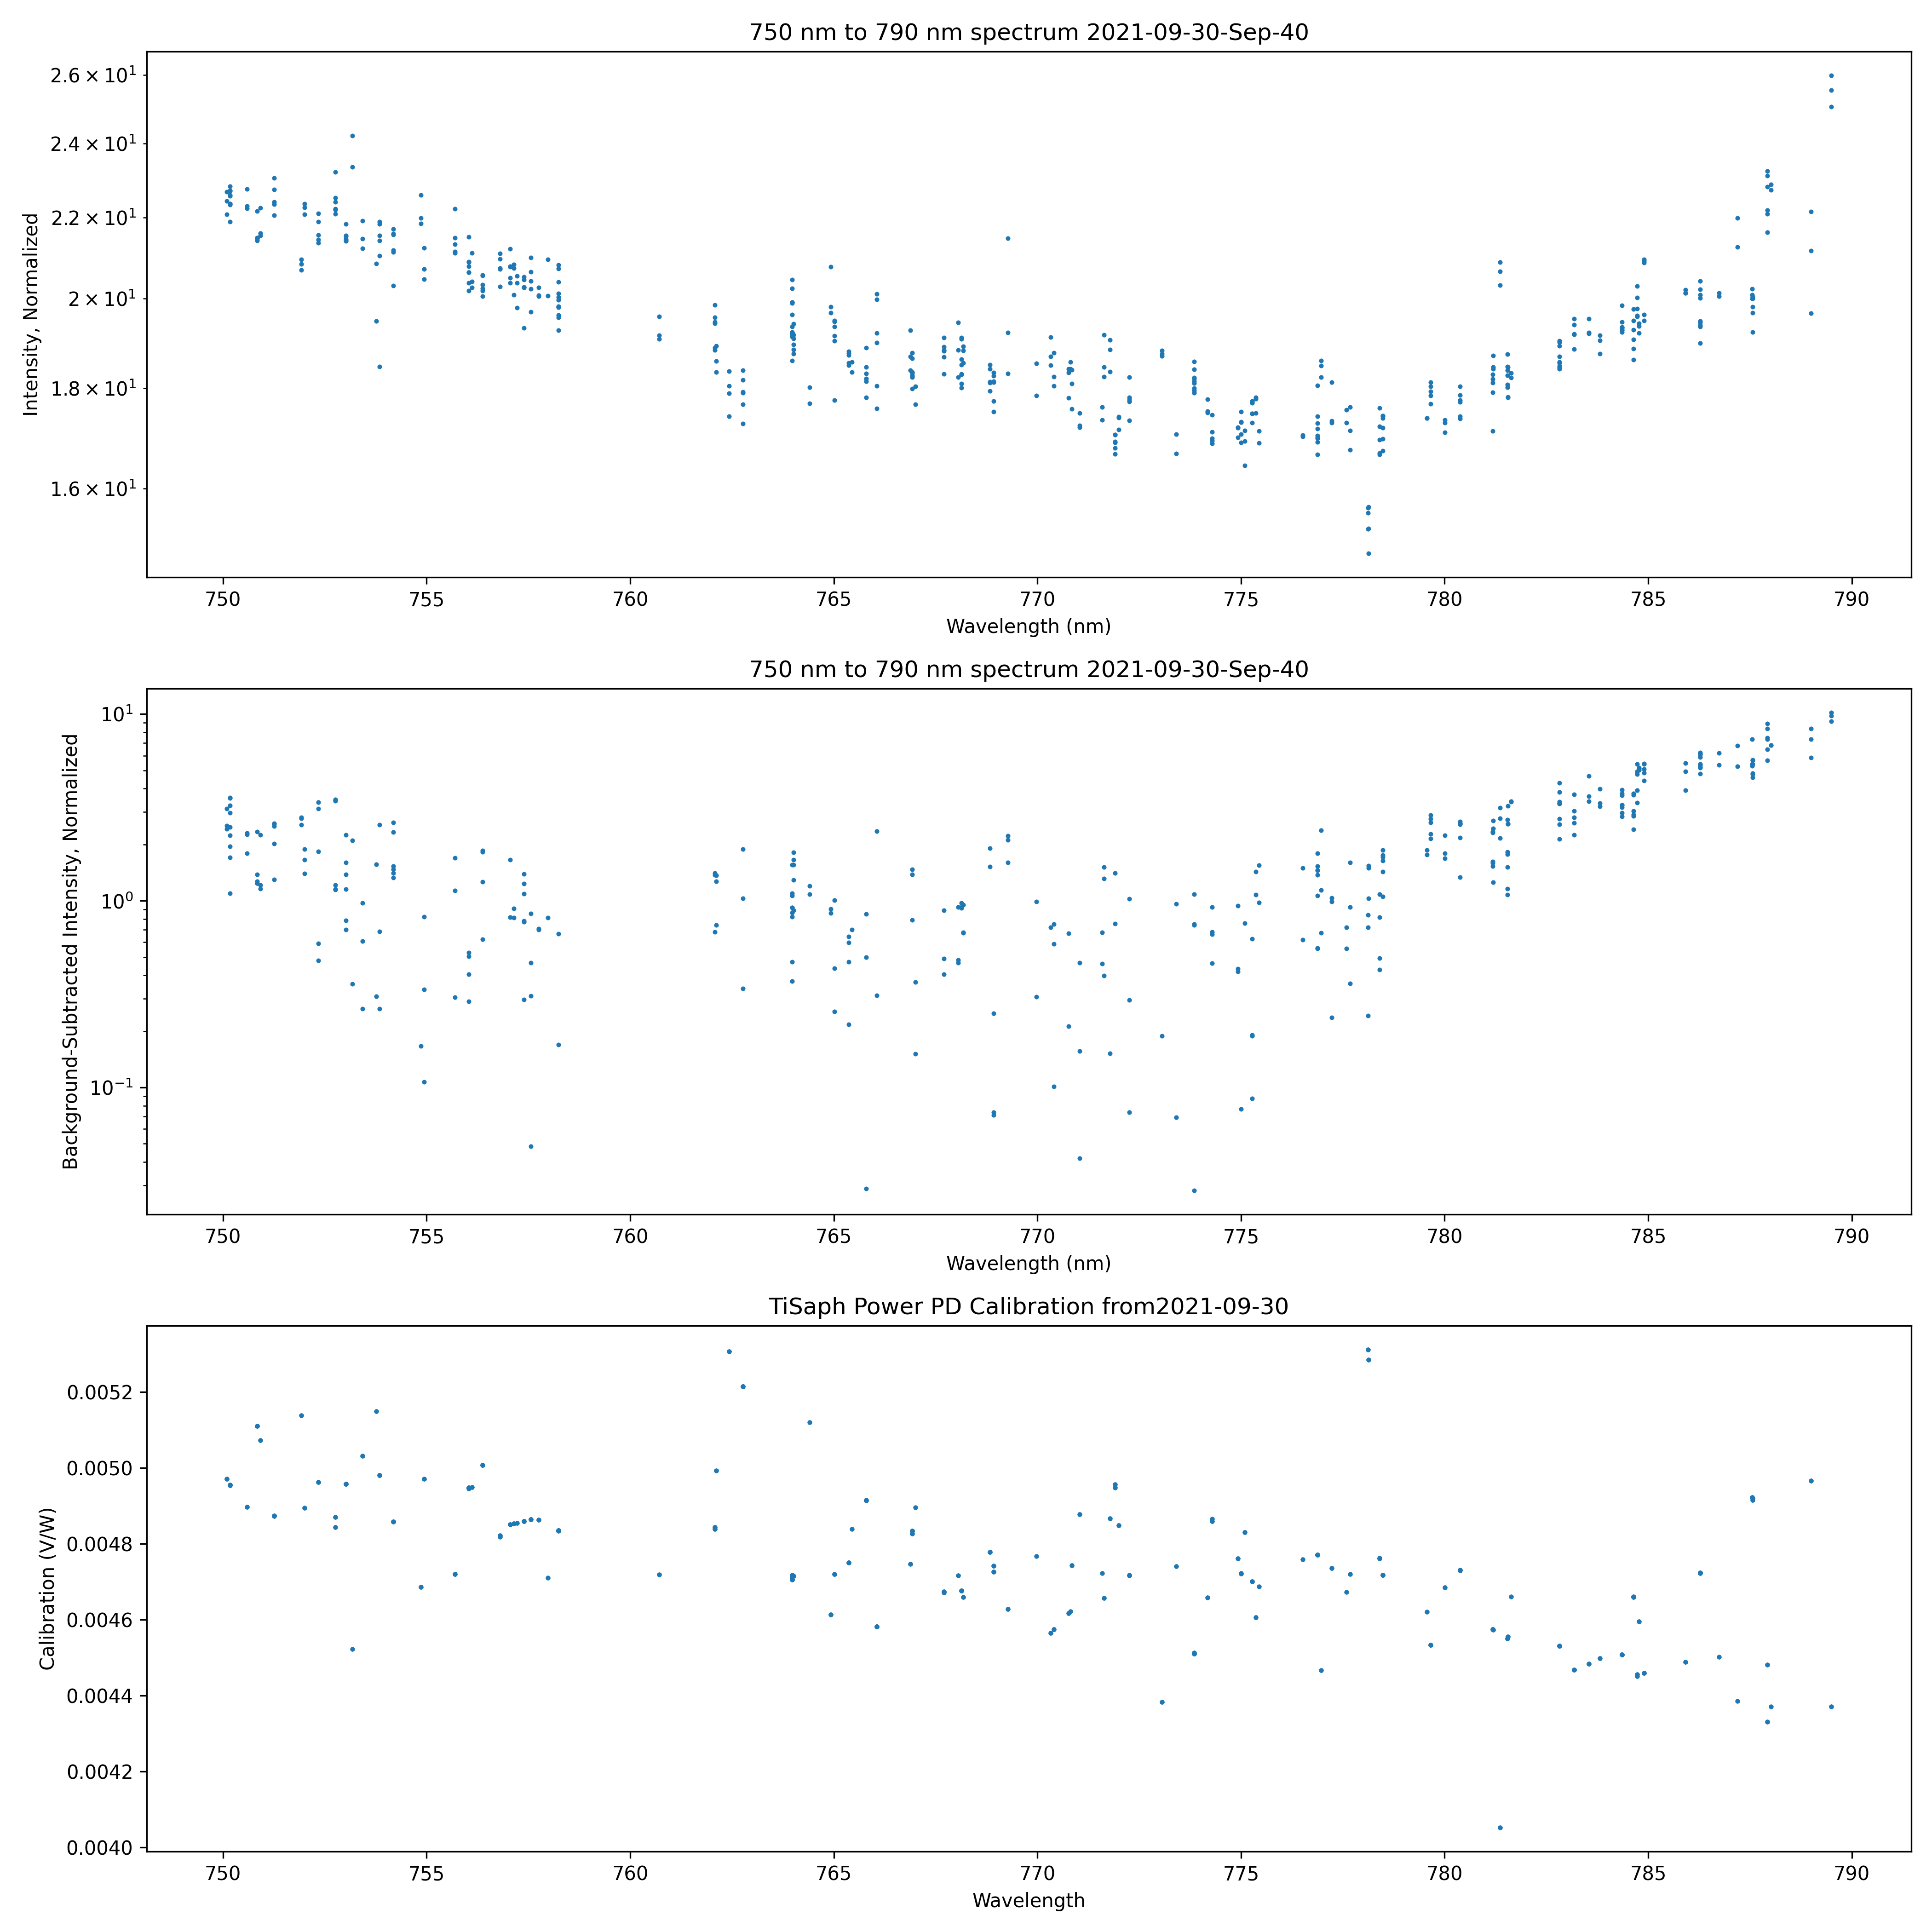 750 nm to 790 nm spectrum 2021-09-30-Sep-40
2.6 × 10¹
2.4 × 10¹
2.2 × 10¹
2 × 10¹
1.8 × 10¹
1.6 × 10¹
Intensity, Normalized
750 755 760 765 770 775 780 785 790
Wavelength (nm)
750 nm to 790 nm spectrum 2021-09-30-Sep-40
10¹
10⁰
10⁻¹
Background-Subtracted Intensity, Normalized
750 755 760 765 770 775 780 785 790
Wavelength (nm)
TiSaph Power PD Calibration from2021-09-30
0.0052
0.0050
0.0048
0.0046
0.0044
0.0042
0.0040
Calibration (V/W)
750 755 760 765 770 775 780 785 790
Wavelength